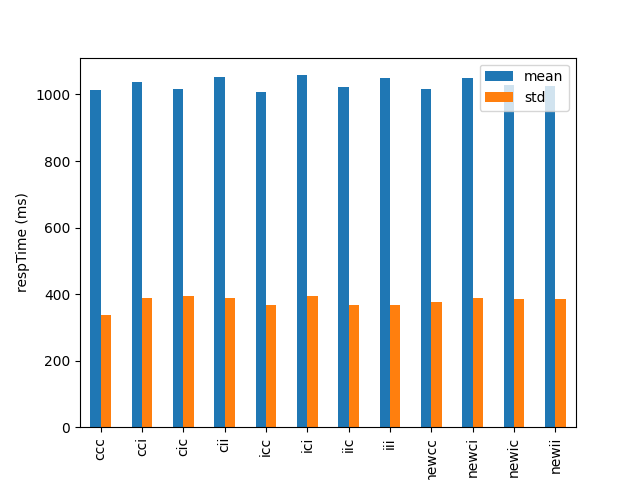 mean
std
respTime (ms)
1000
800
600
400
200
0
ccc
cci
cic
cii
icc
ici
iic
iii
newcc
newci
newic
newii